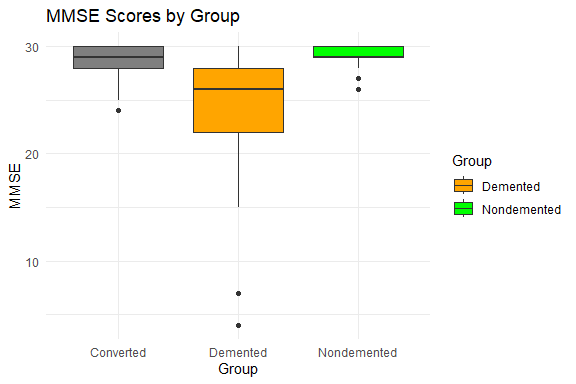 MMSE Scores by Group
30
20
10
MMSE
Converted
Demented
Nondemented
Group
Group
Demented
Nondemented